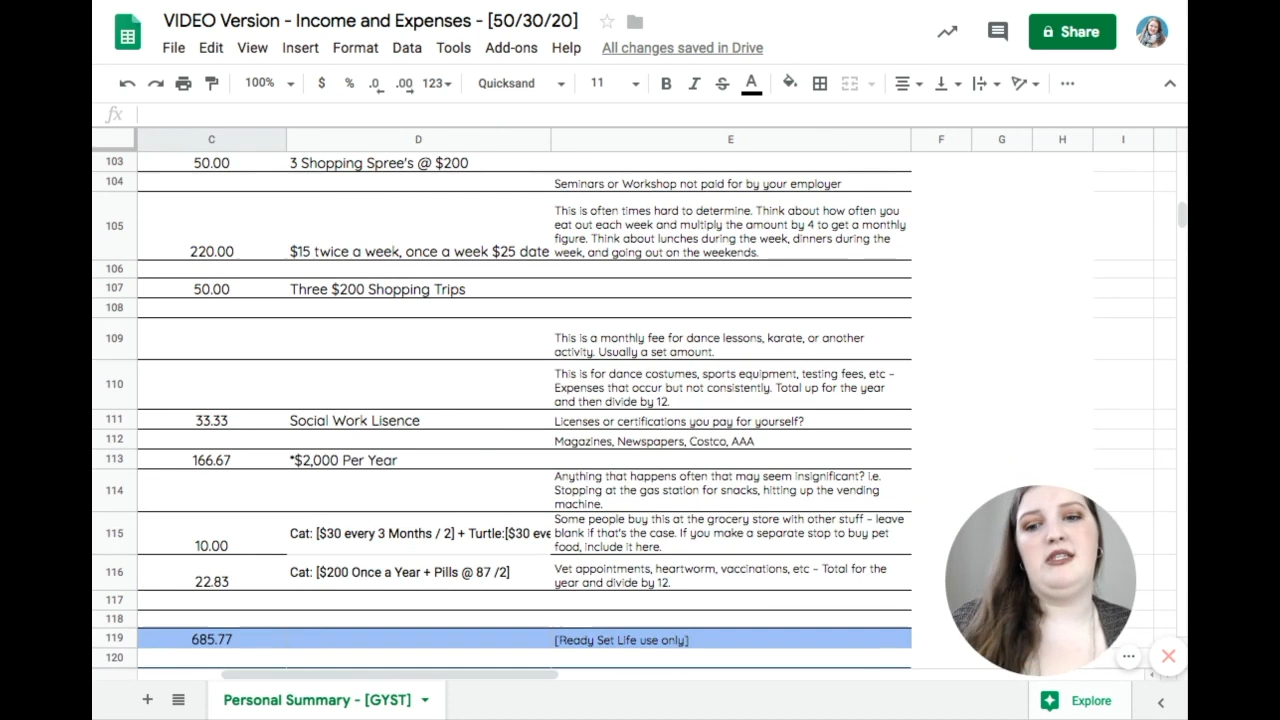 VIDEO Version - Income and Expenses - [50/30/20]
File Edit View Insert Format Data Tools Add-ons Help All changes saved in Drive
Share
100% $ % .0 .00 123 Quicksand 11 B I S A
fx
C D E F G H I
103 50.00 3 Shopping Spree's @ $200
104 Seminars or Workshop not paid for by your employer
This is often times hard to determine. Think about how often you
eat out each week and multiply the amount by 4 to get a monthly
105 figure. Think about lunches during the week, dinners during the
220.00 $15 twice a week, once a week $25 date week, and going out on the weekends.
106
107 50.00 Three $200 Shopping Trips
108
109 This is a monthly fee for dance lessons, karate, or another
activity. Usually a set amount.
This is for dance costumes, sports equipment, testing fees, etc –
110 Expenses that occur but not consistently. Total up for the year
and then divide by 12.
111 33.33 Social Work Lisence Licenses or certifications you pay for yourself?
112 Magazines, Newspapers, Costco, AAA
113 166.67 *$2,000 Per Year
Anything that happens often that may seem insignificant? i.e.
114 Stopping at the gas station for snacks, hitting up the vending
machine.
Some people buy this at the grocery store with other stuff – leave
115 Cat: [$30 every 3 Months / 2] + Turtle:[$30 eve blank if that's the case. If you make a separate stop to buy pet
10.00 food, include it here.
116 Cat: [$200 Once a Year + Pills @ 87 /2] Vet appointments, heartworm, vaccinations, etc – Total for the
22.83 year and divide by 12.
117
118
119 685.77 [Ready Set Life use only]
120
Personal Summary - [GYST] Explore